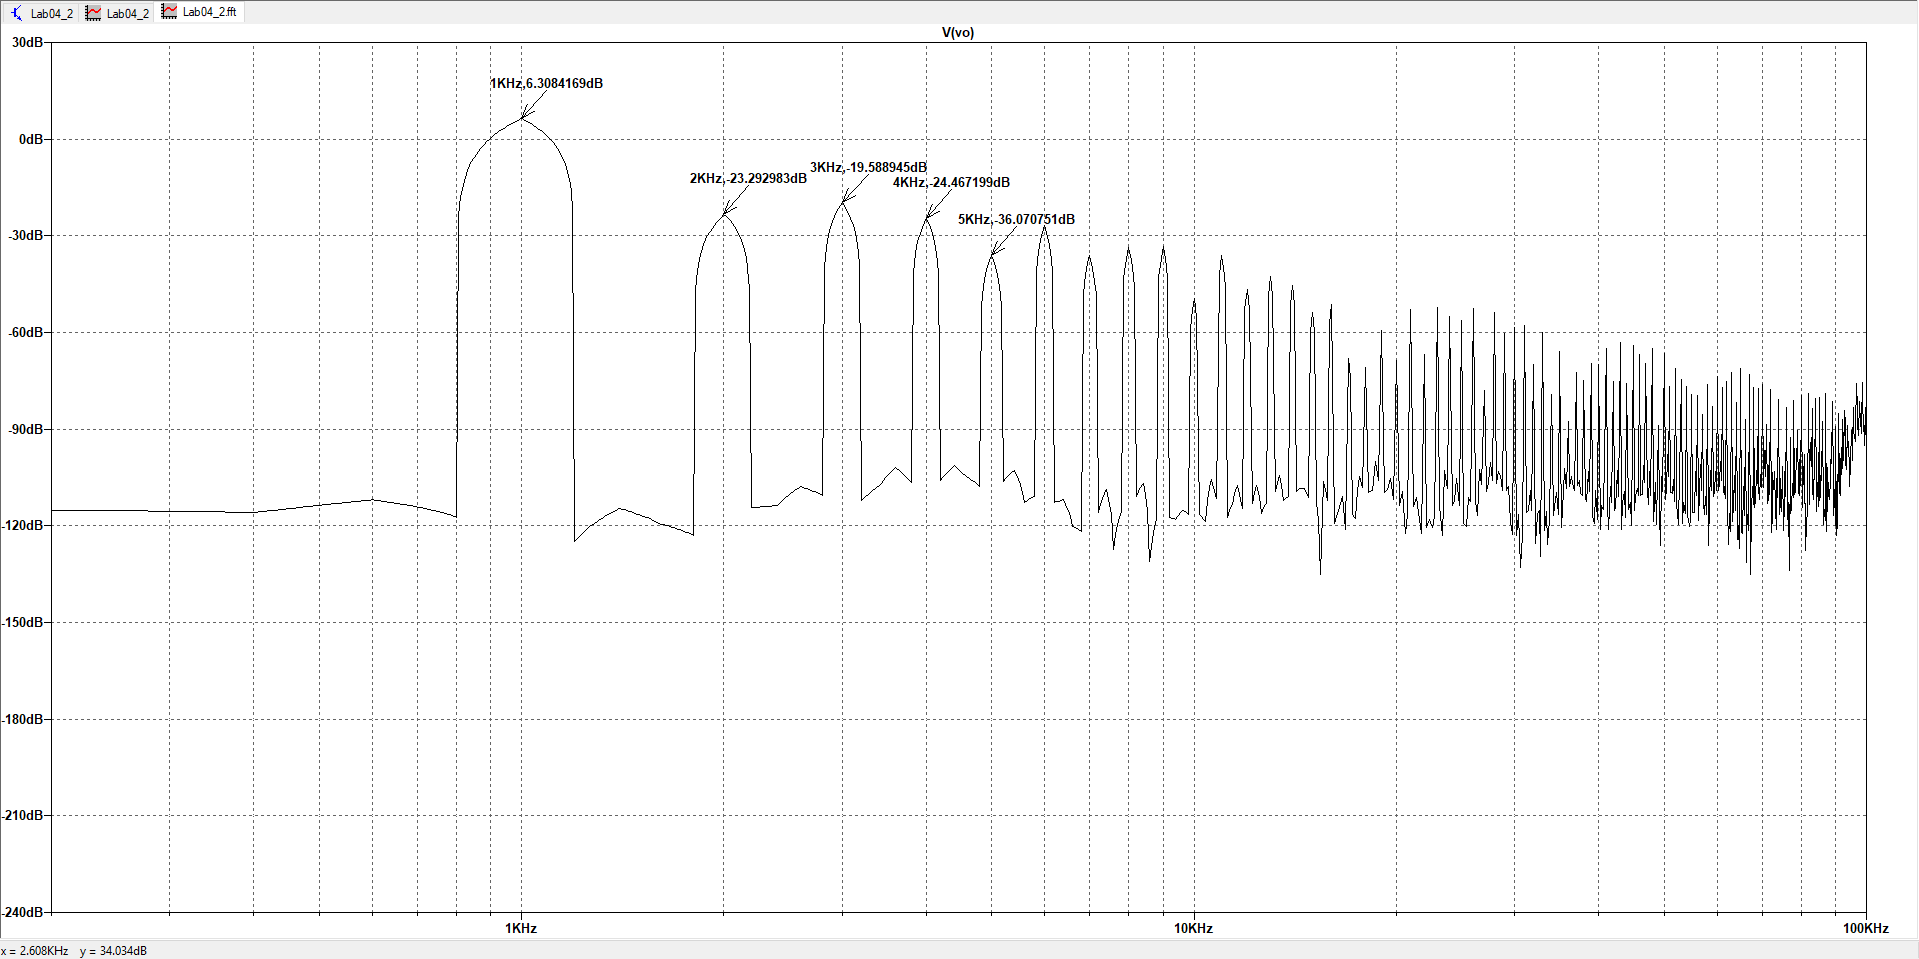 Lab04_2 Lab04_2 Lab04_2.fft
V(vo)
30dB
1KHz,6.3084169dB
0dB
3KHz,-19.588945dB
2KHz,-23.292983dB
4KHz,-24.467199dB
5KHz,-36.070751dB
-30dB
-60dB
-90dB
-120dB
-150dB
-180dB
-210dB
-240dB
1KHz 10KHz 100KHz
x = 2.608KHz y = 34.034dB